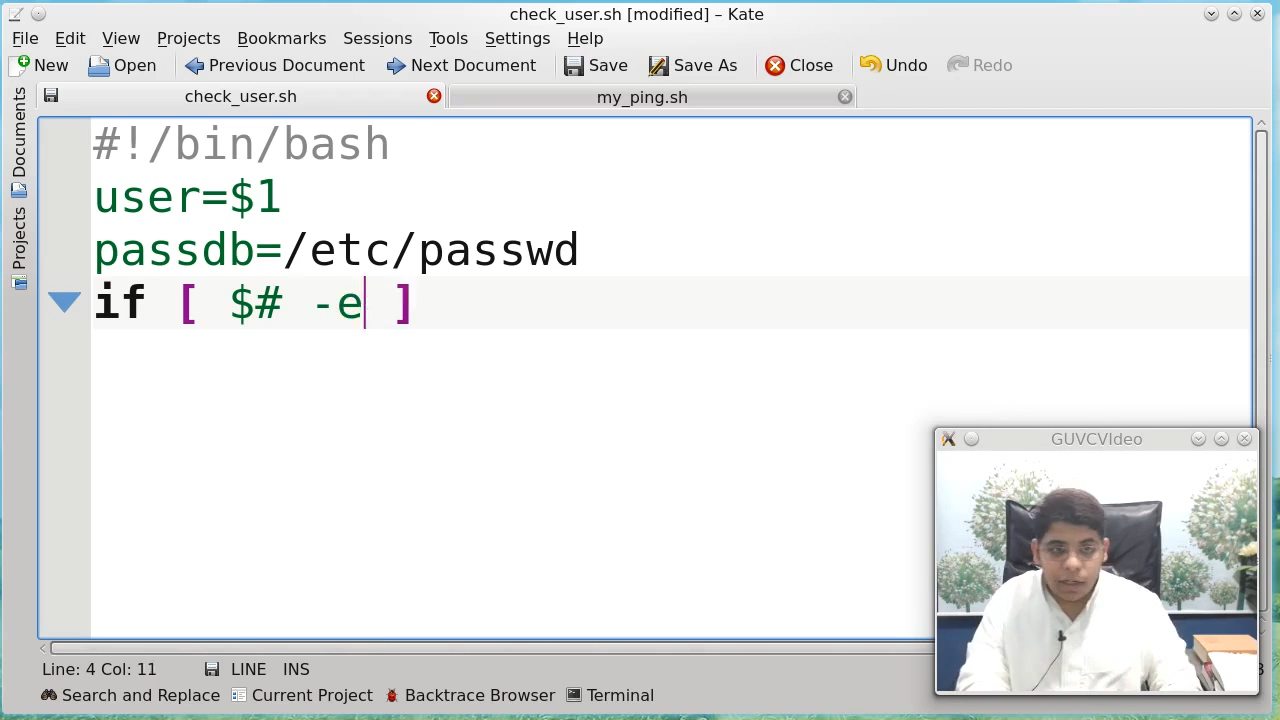 check_user.sh [modified] – Kate
File Edit View Projects Bookmarks Sessions Tools Settings Help
New Open Previous Document Next Document Save Save As Close Undo Redo
check_user.sh my_ping.sh
Documents
Projects
#!/bin/bash
user=$1
passdb=/etc/passwd
if [ $# -e ]
GUVCVIdeo
Line: 4 Col: 11 LINE INS
Search and Replace Current Project Backtrace Browser Terminal